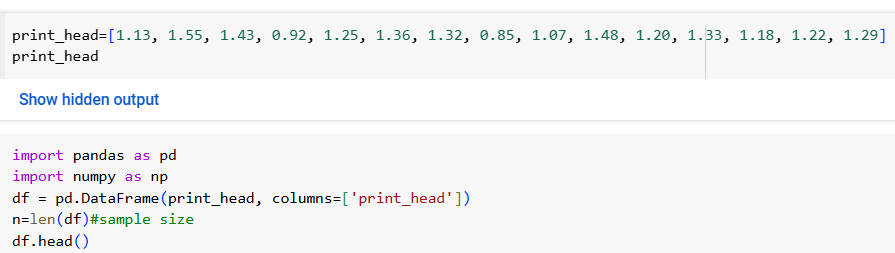 print_head=[1.13, 1.55, 1.43, 0.92, 1.25, 1.36, 1.32, 0.85, 1.07, 1.48, 1.20, 1.33, 1.18, 1.22, 1.29]
print_head
Show hidden output
import pandas as pd
import numpy as np
df = pd.DataFrame(print_head, columns=['print_head'])
n=len(df)#sample size
df.head()